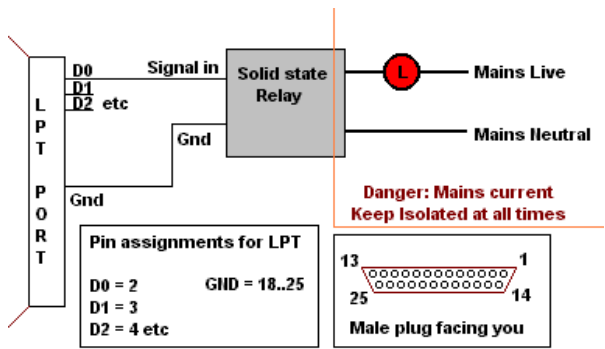 D0
D1
D2 etc
LPT PORT
Signal in
Gnd
Gnd
Solid state
Relay
L
Mains Live
Mains Neutral
Danger: Mains current
Keep Isolated at all times
Pin assignments for LPT
D0 = 2 GND = 18..25
D1 = 3
D2 = 4 etc
13 1
25 14
Male plug facing you